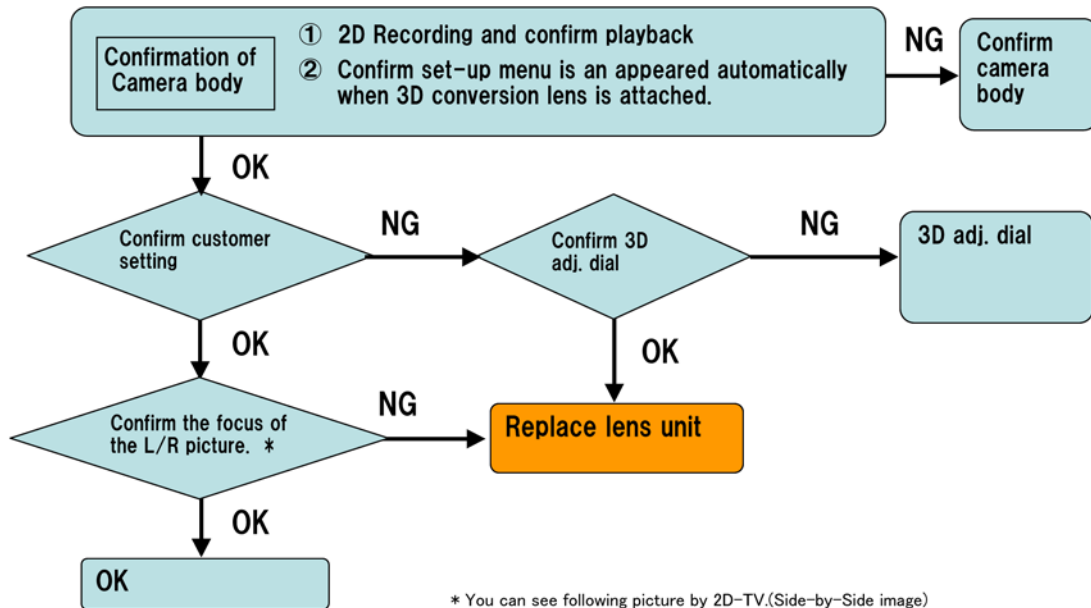 Confirmation of
Camera body
① 2D Recording and confirm playback
② Confirm set-up menu is an appeared automatically
when 3D conversion lens is attached.
NG
Confirm
camera
body
OK
Confirm customer
setting
NG
Confirm 3D
adj. dial
NG
3D adj. dial
OK
OK
Confirm the focus of
the L/R picture. *
NG
Replace lens unit
OK
OK
* You can see following picture by 2D-TV.(Side-by-Side image)